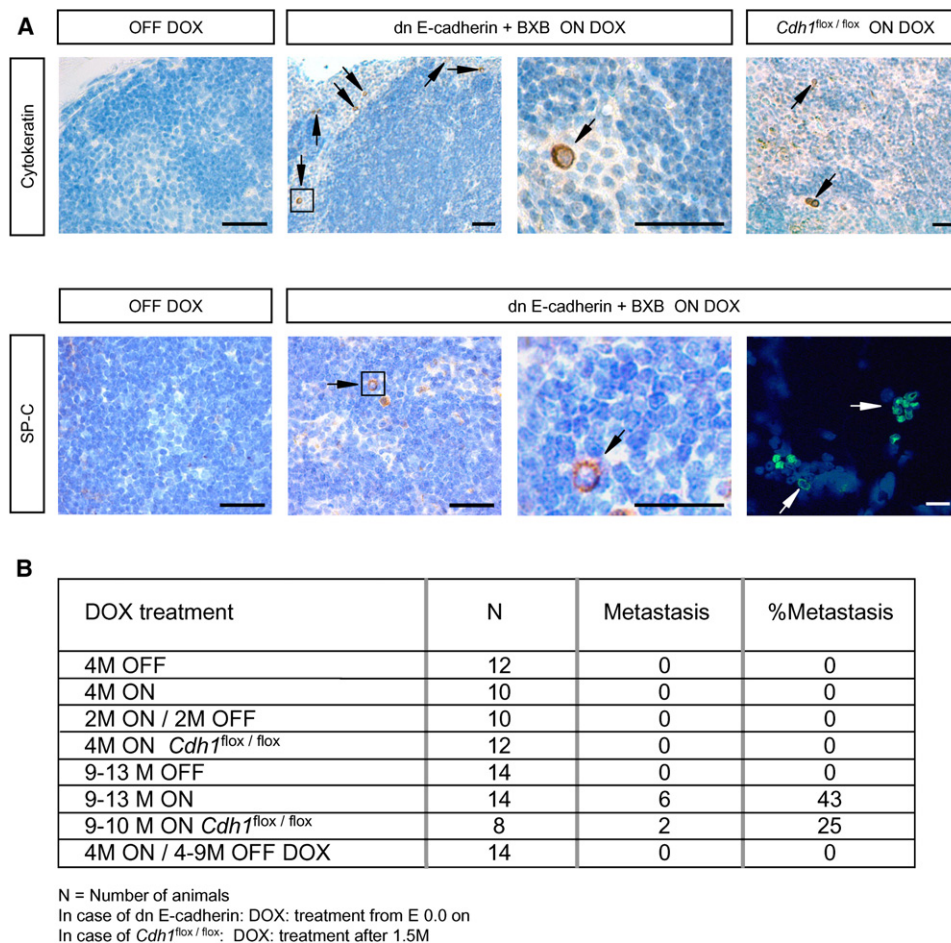 A
OFF DOX
dn E-cadherin + BXB ON DOX
Cdh1flox / flox ON DOX
Cytokeratin
OFF DOX
dn E-cadherin + BXB ON DOX
SP-C
B
DOX treatment N Metastasis %Metastasis
4M OFF 12 0 0
4M ON 10 0 0
2M ON / 2M OFF 10 0 0
4M ON Cdh1flox / flox 12 0 0
9-13 M OFF 14 0 0
9-13 M ON 14 6 43
9-10 M ON Cdh1flox / flox 8 2 25
4M ON / 4-9M OFF DOX 14 0 0
N = Number of animals
In case of dn E-cadherin: DOX: treatment from E 0.0 on
In case of Cdh1flox / flox: DOX: treatment after 1.5M